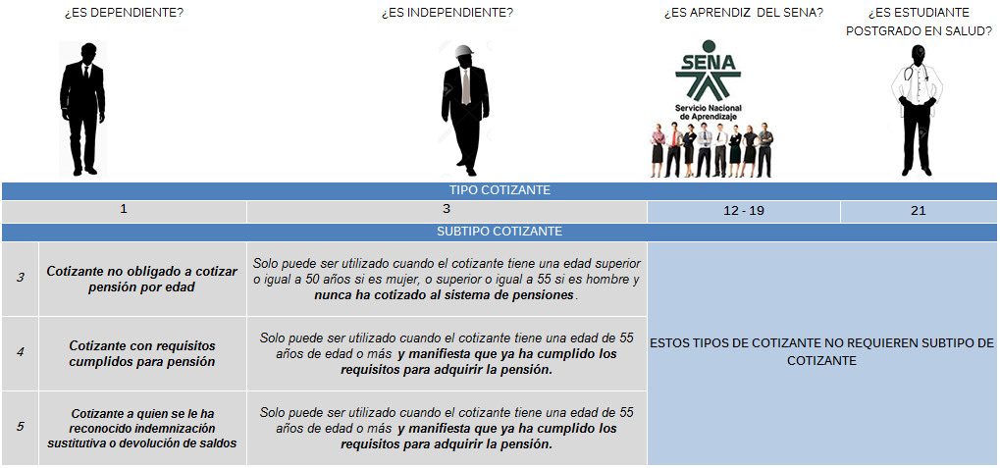 ¿ES DEPENDIENTE?
¿ES INDEPENDIENTE?
¿ES APRENDIZ DEL SENA?
¿ES ESTUDIANTE
POSTGRADO EN SALUD?
SENA
Servicio Nacional
de Aprendizaje
TIPO COTIZANTE
1
3
12 - 19
21
SUBTIPO COTIZANTE
3
Cotizante no obligado a cotizar
pensión por edad
Solo puede ser utilizado cuando el cotizante tiene una edad superior
o igual a 50 años si es mujer, o superior o igual a 55 si es hombre y
nunca ha cotizado al sistema de pensiones.
4
Cotizante con requisitos
cumplidos para pensión
Solo puede ser utilizado cuando el cotizante tiene una edad de 55
años de edad o más y manifiesta que ya ha cumplido los
requisitos para adquirir la pensión.
5
Cotizante a quien se le ha
reconocido indemnización
sustitutiva o devolución de saldos
Solo puede ser utilizado cuando el cotizante tiene una edad de 55
años de edad o más y manifiesta que ya ha cumplido los
requisitos para adquirir la pensión.
ESTOS TIPOS DE COTIZANTE NO REQUIEREN SUBTIPO DE
COTIZANTE